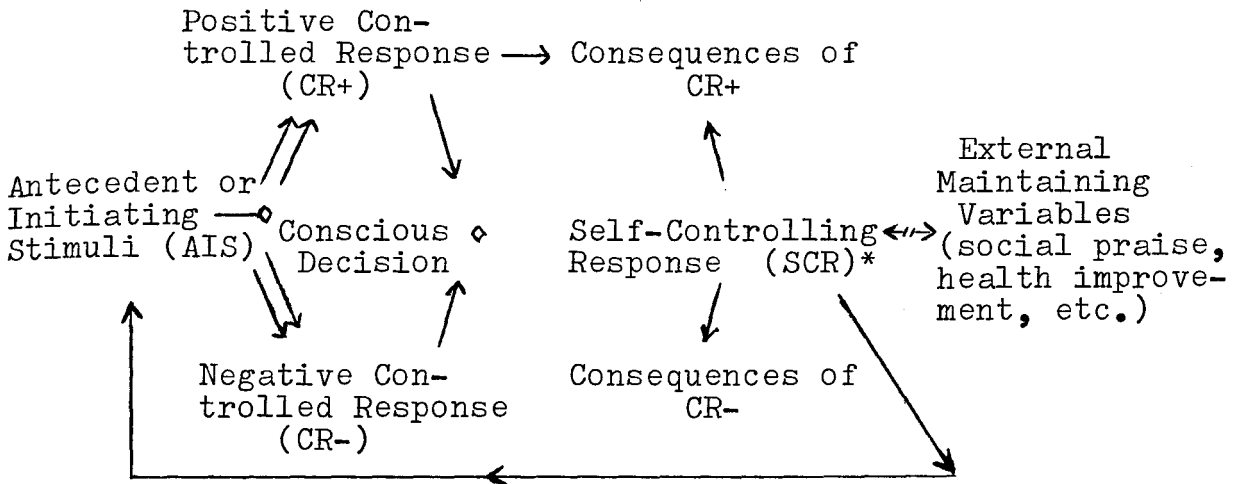 Positive Con-
trolled Response
(CR+)
Consequences of
CR+
Antecedent or
Initiating
Stimuli (AIS)
Conscious
Decision
Self-Controlling
Response (SCR)*
External
Maintaining
Variables
(social praise,
health improve-
ment, etc.)
Negative Con-
trolled Response
(CR-)
Consequences of
CR-